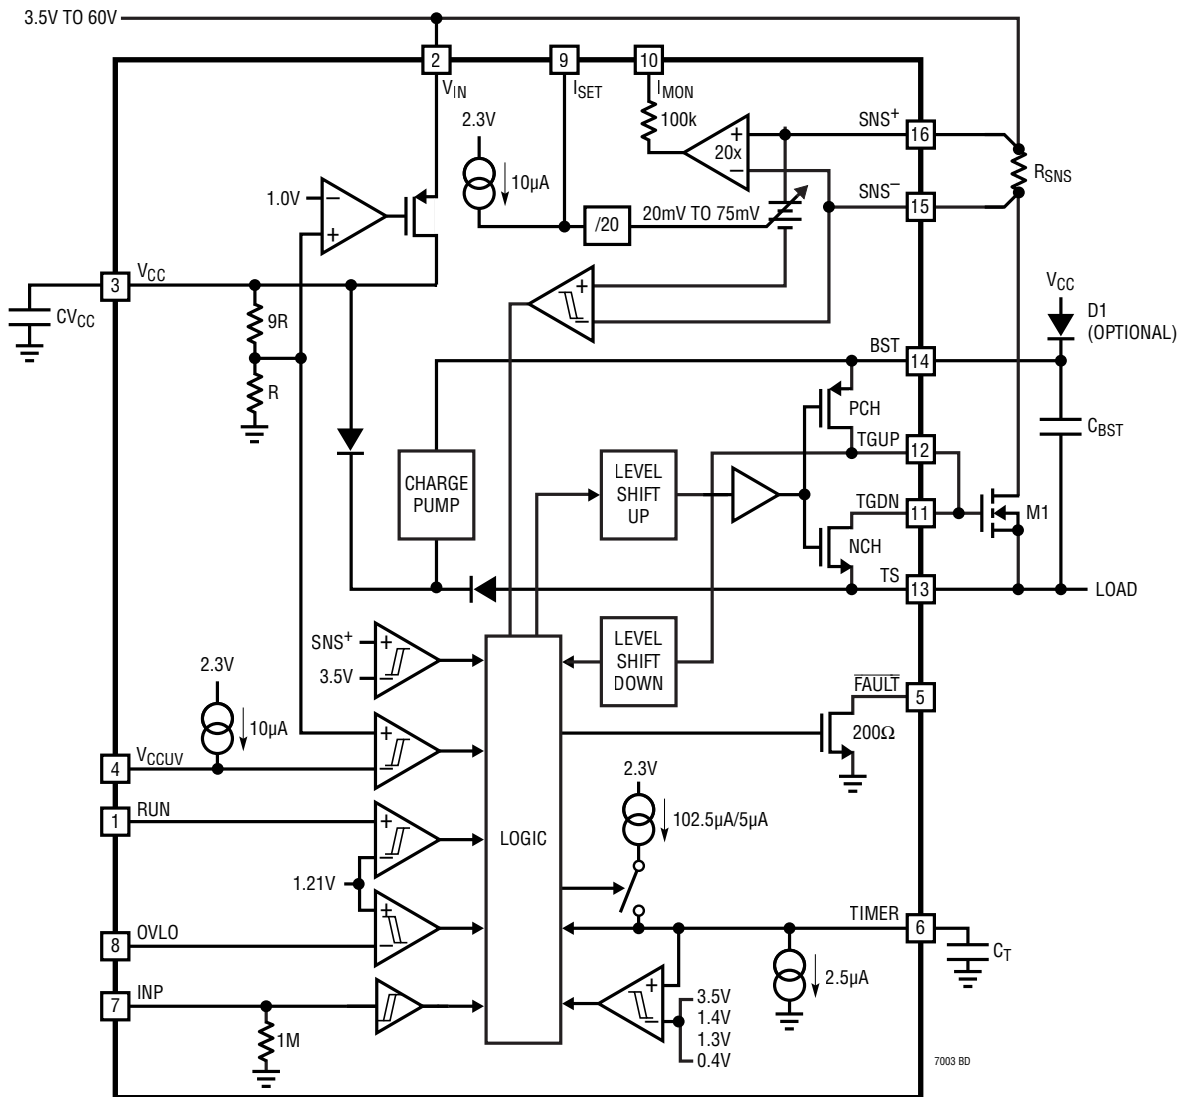 3.5V TO 60V
2
9
10
VIN
ISET
IMON
2.3V
100k
SNS+
16
20x
+
−
RSNS
10µA
1.0V
−
+
SNS−
15
/20
20mV TO 75mV
VCC
3
CVCC
9R
R
+
−
VCC
D1
(OPTIONAL)
BST
14
PCH
CBST
TGUP
12
CHARGE
PUMP
LEVEL
SHIFT
UP
TGDN
11
M1
NCH
TS
13
LOAD
SNS+
3.5V
+
−
LEVEL
SHIFT
DOWN
FAULT
5
200Ω
2.3V
10µA
VCCUV
4
+
−
RUN
1
+
−
LOGIC
2.3V
102.5µA/5µA
1.21V
+
−
OVLO
8
TIMER
6
CT
2.5µA
INP
7
1M
+
−
3.5V
1.4V
1.3V
0.4V
7003 BD